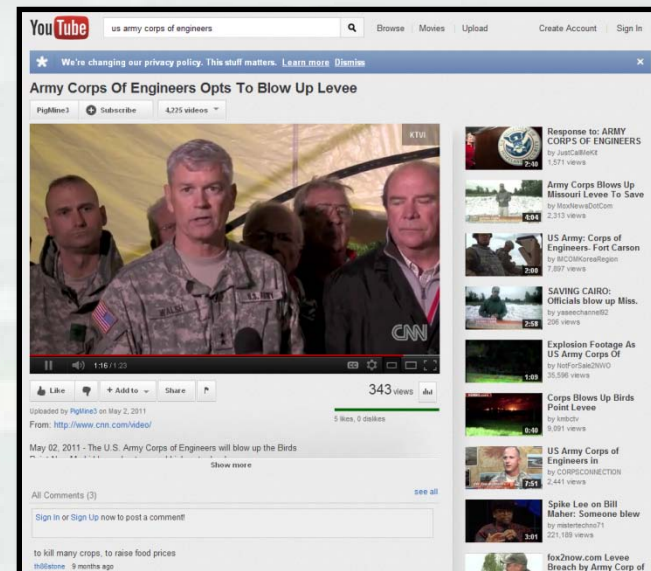 You Tube
us army corps of engineers
Browse Movies Upload Create Account Sign In
We're changing our privacy policy. This stuff matters. Learn more Dismiss
Army Corps Of Engineers Opts To Blow Up Levee
PigMine3 Subscribe 4,225 videos
KTVI
WALSH
U.S. ARMY
CNN
1:16 / 1:23
Like + Add to Share
343 views
Uploaded by PigMine3 on May 2, 2011
5 likes, 0 dislikes
From: http://www.cnn.com/video/
May 02, 2011 - The U.S. Army Corps of Engineers will blow up the Birds
Show more
All Comments (3)
see all
Sign In or Sign Up now to post a comment!
to kill many crops, to raise food prices
9 months ago
2:40
Response to: ARMY
CORPS OF ENGINEERS
by JustCallMeKit
1,571 views
4:04
Army Corps Blows Up
Missouri Levee To Save
by MoxNewsDotCom
2,313 views
2:00
US Army: Corps of
Engineers- Fort Carson
by IMCOMKoreaRegion
7,897 views
2:58
SAVING CAIRO:
Officials blow up Miss.
by yaseechannel92
206 views
1:09
Explosion Footage As
US Army Corps Of
by NotForSale2NWO
35,596 views
0:40
Corps Blows Up Birds
Point Levee
by kmbctv
9,091 views
7:51
US Army Corps of
Engineers in
by CORPSCONNECTION
2,441 views
3:01
Spike Lee on Bill
Maher: Someone blew
by mistertechno71
221,189 views
fox2now.com Levee
Breach by Army Corp of